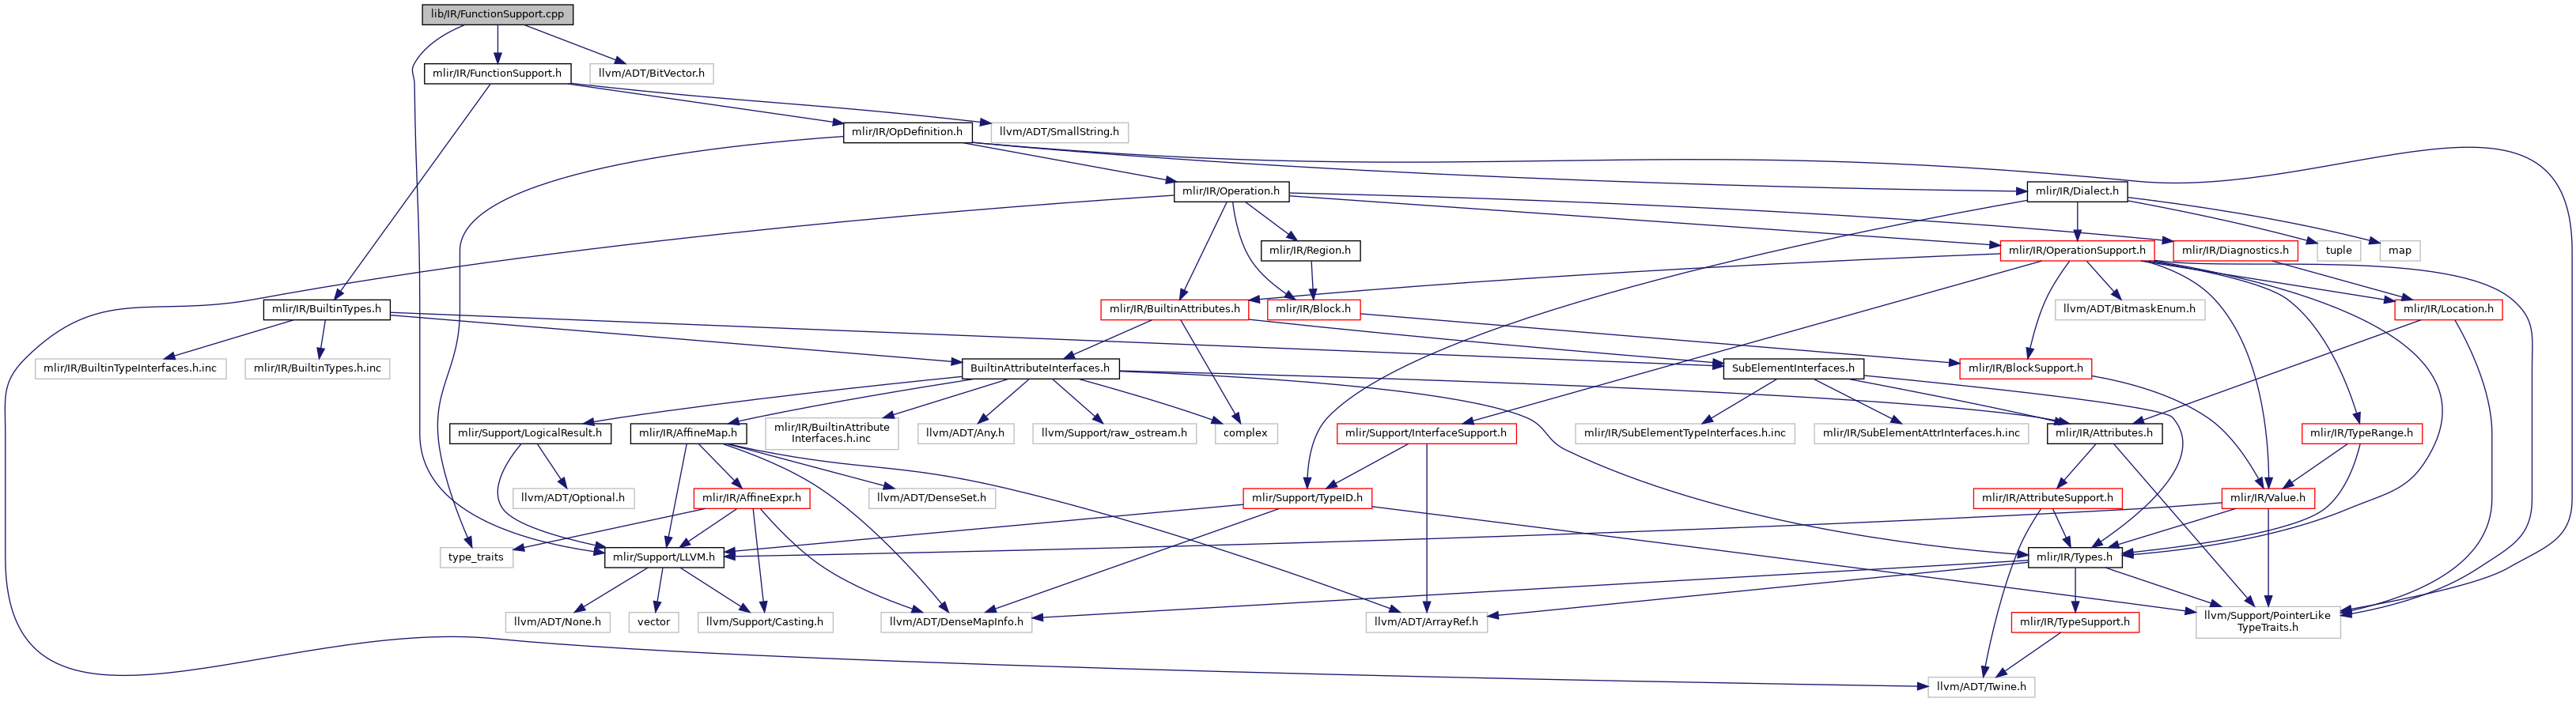 lib/IR/FunctionSupport.cpp
mlir/IR/FunctionSupport.h
llvm/ADT/BitVector.h
mlir/IR/OpDefinition.h
llvm/ADT/SmallString.h
mlir/IR/Operation.h
mlir/IR/Dialect.h
mlir/IR/Region.h
mlir/IR/OperationSupport.h
mlir/IR/Diagnostics.h
tuple
map
mlir/IR/BuiltinTypes.h
mlir/IR/BuiltinAttributes.h
mlir/IR/Block.h
llvm/ADT/BitmaskEnum.h
mlir/IR/Location.h
mlir/IR/BuiltinTypeInterfaces.h.inc
mlir/IR/BuiltinTypes.h.inc
BuiltinAttributeInterfaces.h
SubElementInterfaces.h
mlir/IR/BlockSupport.h
mlir/Support/LogicalResult.h
mlir/IR/AffineMap.h
mlir/IR/BuiltinAttribute
Interfaces.h.inc
llvm/ADT/Any.h
llvm/Support/raw_ostream.h
complex
mlir/Support/InterfaceSupport.h
mlir/IR/SubElementTypeInterfaces.h.inc
mlir/IR/SubElementAttrInterfaces.h.inc
mlir/IR/Attributes.h
mlir/IR/TypeRange.h
llvm/ADT/Optional.h
mlir/IR/AffineExpr.h
llvm/ADT/DenseSet.h
mlir/Support/TypeID.h
mlir/IR/AttributeSupport.h
mlir/IR/Value.h
type_traits
mlir/Support/LLVM.h
mlir/IR/Types.h
llvm/ADT/None.h
vector
llvm/Support/Casting.h
llvm/ADT/DenseMapInfo.h
llvm/ADT/ArrayRef.h
mlir/IR/TypeSupport.h
llvm/Support/PointerLike
TypeTraits.h
llvm/ADT/Twine.h